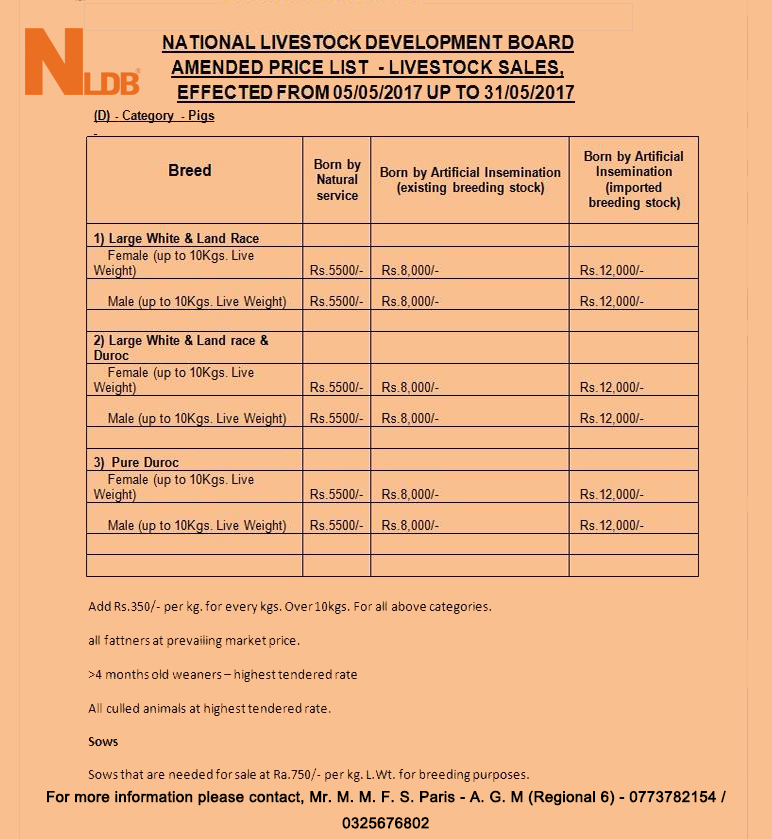 NLDB®
NATIONAL LIVESTOCK DEVELOPMENT BOARD
AMENDED PRICE LIST - LIVESTOCK SALES,
EFFECTED FROM 05/05/2017 UP TO 31/05/2017
(D) - Category - Pigs
-
Breed
Born by
Natural
service
Born by Artificial Insemination
(existing breeding stock)
Born by Artificial
Insemination
(imported
breeding stock)
1) Large White & Land Race
Female (up to 10Kgs. Live
Weight) Rs.5500/- Rs.8,000/- Rs.12,000/-
Male (up to 10Kgs. Live Weight) Rs.5500/- Rs.8,000/- Rs.12,000/-
2) Large White & Land race &
Duroc
Female (up to 10Kgs. Live
Weight) Rs.5500/- Rs.8,000/- Rs.12,000/-
Male (up to 10Kgs. Live Weight) Rs.5500/- Rs.8,000/- Rs.12,000/-
3) Pure Duroc
Female (up to 10Kgs. Live
Weight) Rs.5500/- Rs.8,000/- Rs.12,000/-
Male (up to 10Kgs. Live Weight) Rs.5500/- Rs.8,000/- Rs.12,000/-
Add Rs.350/- per kg. for every kgs. Over 10kgs. For all above categories.
all fattners at prevailing market price.
>4 months old weaners – highest tendered rate
All culled animals at highest tendered rate.
Sows
Sows that are needed for sale at Ra.750/- per kg. L.Wt. for breeding purposes.
For more information please contact, Mr. M. M. F. S. Paris - A. G. M (Regional 6) - 0773782154 /
0325676802